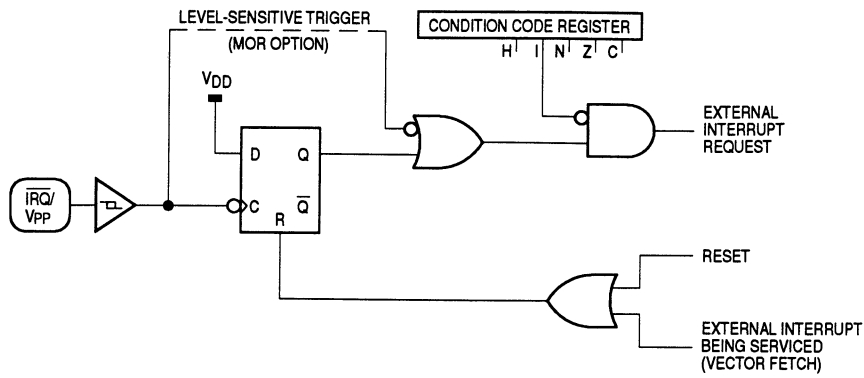 LEVEL-SENSITIVE TRIGGER
(MOR OPTION)
CONDITION CODE REGISTER
H I N Z C
VDD
D Q
C Q̅
R
I̅R̅Q̅/
VPP
EXTERNAL
INTERRUPT
REQUEST
RESET
EXTERNAL INTERRUPT
BEING SERVICED
(VECTOR FETCH)